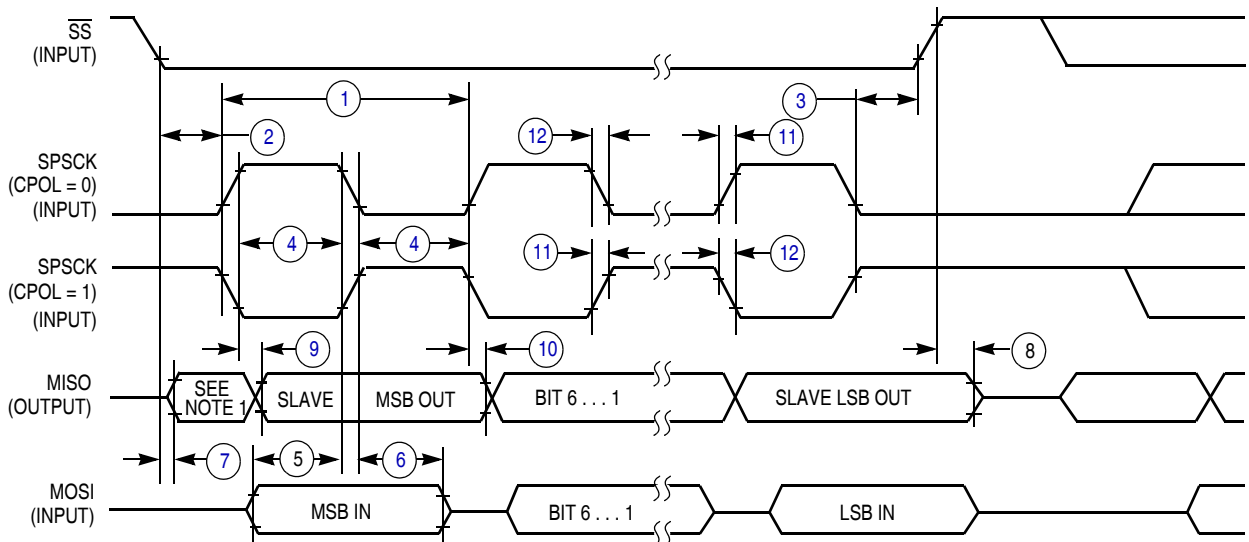 SS
(INPUT)
1
3
2
12
11
SPSCK
(CPOL = 0)
(INPUT)
4
4
11
12
SPSCK
(CPOL = 1)
(INPUT)
9
10
8
MISO
(OUTPUT)
SEE
NOTE 1
SLAVE
MSB OUT
BIT 6 . . . 1
SLAVE LSB OUT
7
5
6
MOSI
(INPUT)
MSB IN
BIT 6 . . . 1
LSB IN